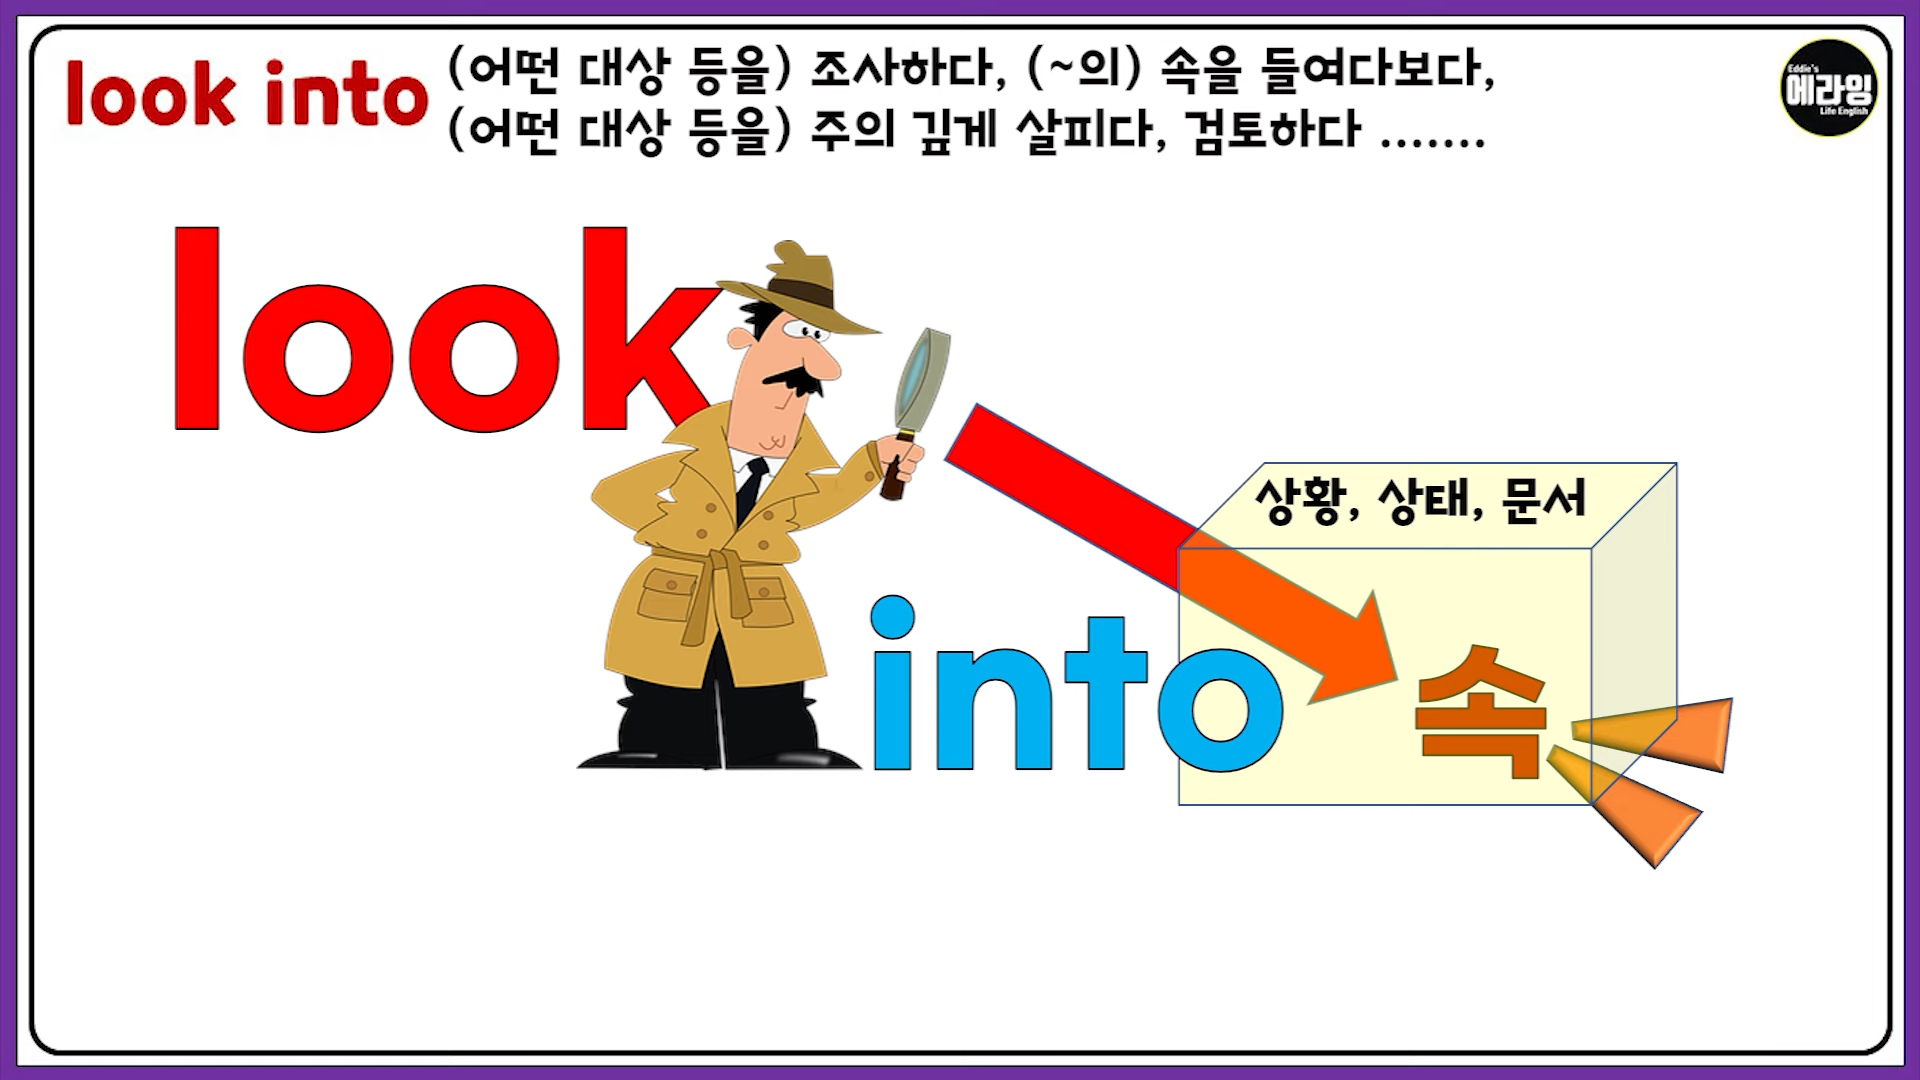 look into (어떤 대상 등을) 조사하다, (~의) 속을 들여다보다,
(어떤 대상 등을) 주의 깊게 살피다, 검토하다 .......
Eddie's
에라잉
Life English
look
상황, 상태, 문서
into
속